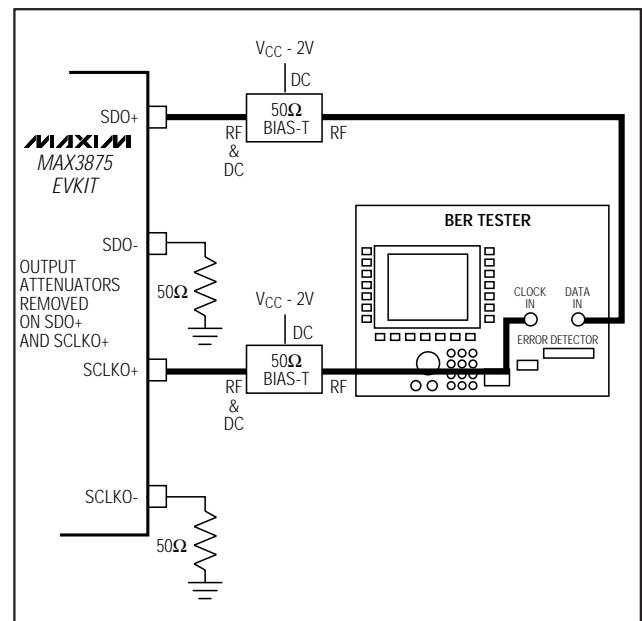 VCC - 2V
DC
SDO+
50Ω
BIAS-T
RF
&
DC
RF
MAXIM
MAX3875
EVKIT
BER TESTER
SDO-
50Ω
OUTPUT
ATTENUATORS
REMOVED
ON SDO+
AND SCLKO+
CLOCK
IN
DATA
IN
ERROR DETECTOR
VCC - 2V
DC
SCLKO+
50Ω
BIAS-T
RF
&
DC
RF
SCLKO-
50Ω